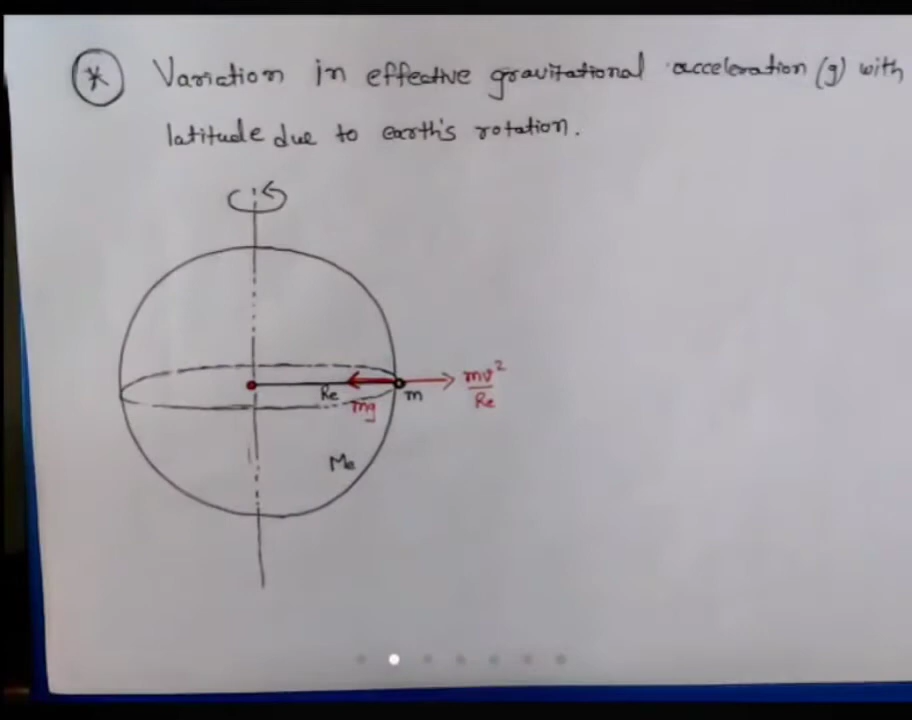 * Variation in effective gravitational acceleration (g) with
latitude due to earth's rotation.
Re
mg
m
mv²
Re
Me